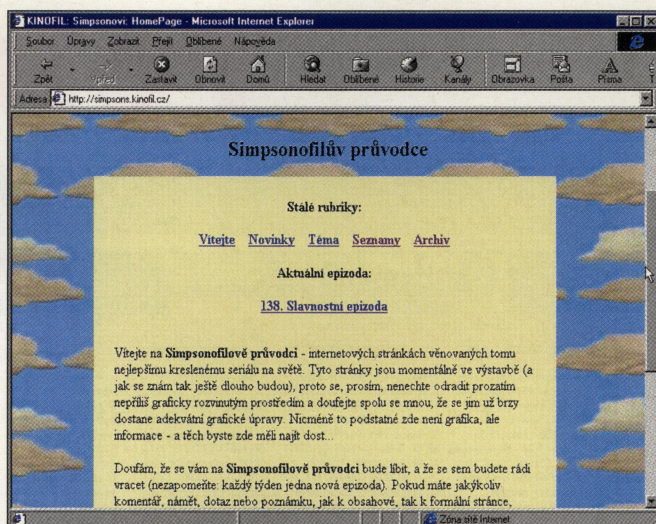 KINOFIL: Simpsonovi: HomePage - Microsoft Internet Explorer
Soubor Úpravy Zobrazit Přejít Oblíbené Nápověda
Zpět Vpřed Zastavit Obnovit Domů Hledat Oblíbené Historie Kanály Obrazovka Pošta Písma
Adresa http://simpsons.kinofil.cz/
Simpsonofilův průvodce
Stálé rubriky:
Vítejte Novinky Téma Seznamy Archiv
Aktuální epizoda:
138. Slavnostní epizoda
Vítejte na Simpsonofilově průvodci - internetových stránkách věnovaných tomu
nejlepšímu kreslenému seriálu na světě. Tyto stránky jsou momentálně ve výstavbě (a
jak se znám tak ještě dlouho budou), proto se, prosím, nenechte odradit prozatím
nepříliš graficky rozvinutým prostředím a doufejte spolu se mnou, že se jim už brzy
dostane adekvátní grafické úpravy. Nicméně to podstatné zde není grafika, ale
informace - a těch byste zde měli najít dost...
Doufám, že se vám na Simpsonofilově průvodci bude líbit, a že se sem budete rádi
vracet (nezapomeňte: každý týden jedna nová epizoda). Pokud máte jakýkoliv
komentář, námět, dotaz nebo poznámku, jak k obsahové, tak k formální stránce,
Zóna sítě Internet